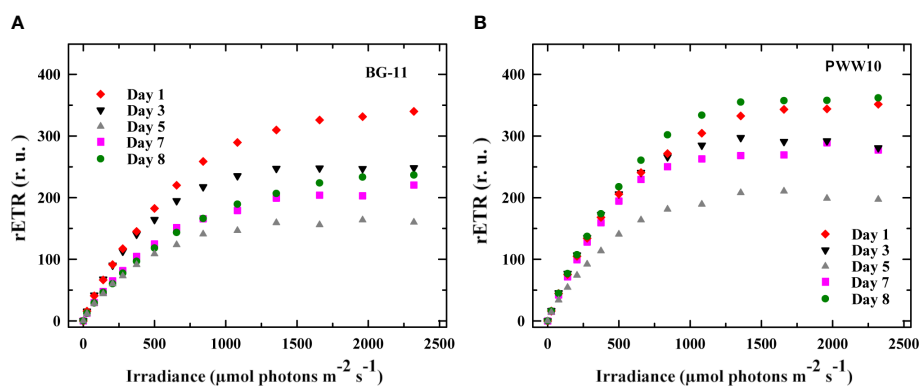 A
BG-11
Day 1
Day 3
Day 5
Day 7
Day 8
rETR (r. u.)
400
300
200
100
0
0 500 1000 1500 2000 2500
Irradiance (μmol photons m⁻² s⁻¹)
B
PWW10
Day 1
Day 3
Day 5
Day 7
Day 8
rETR (r. u.)
400
300
200
100
0
0 500 1000 1500 2000 2500
Irradiance (μmol photons m⁻² s⁻¹)